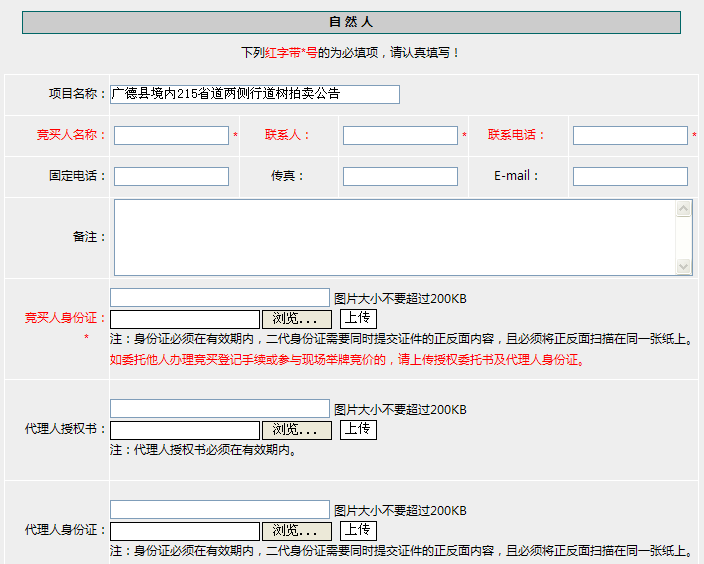 自 然 人
下列红字带*号的为必填项，请认真填写！
项目名称： 广德县境内215省道两侧行道树拍卖公告
竞买人名称： * 联系人： * 联系电话： *
固定电话： 传真： E-mail：
备注：
图片大小不要超过200KB
竞买人身份证： 浏览... 上传
* 注：身份证必须在有效期内，二代身份证需要同时提交证件的正反面内容，且必须将正反面扫描在同一张纸上。
如委托他人办理竞买登记手续或参与现场举牌竞价的，请上传授权委托书及代理人身份证。
图片大小不要超过200KB
代理人授权书： 浏览... 上传
注：代理人授权书必须在有效期内。
图片大小不要超过200KB
代理人身份证： 浏览... 上传
注：身份证必须在有效期内，二代身份证需要同时提交证件的正反面内容，且必须将正反面扫描在同一张纸上。